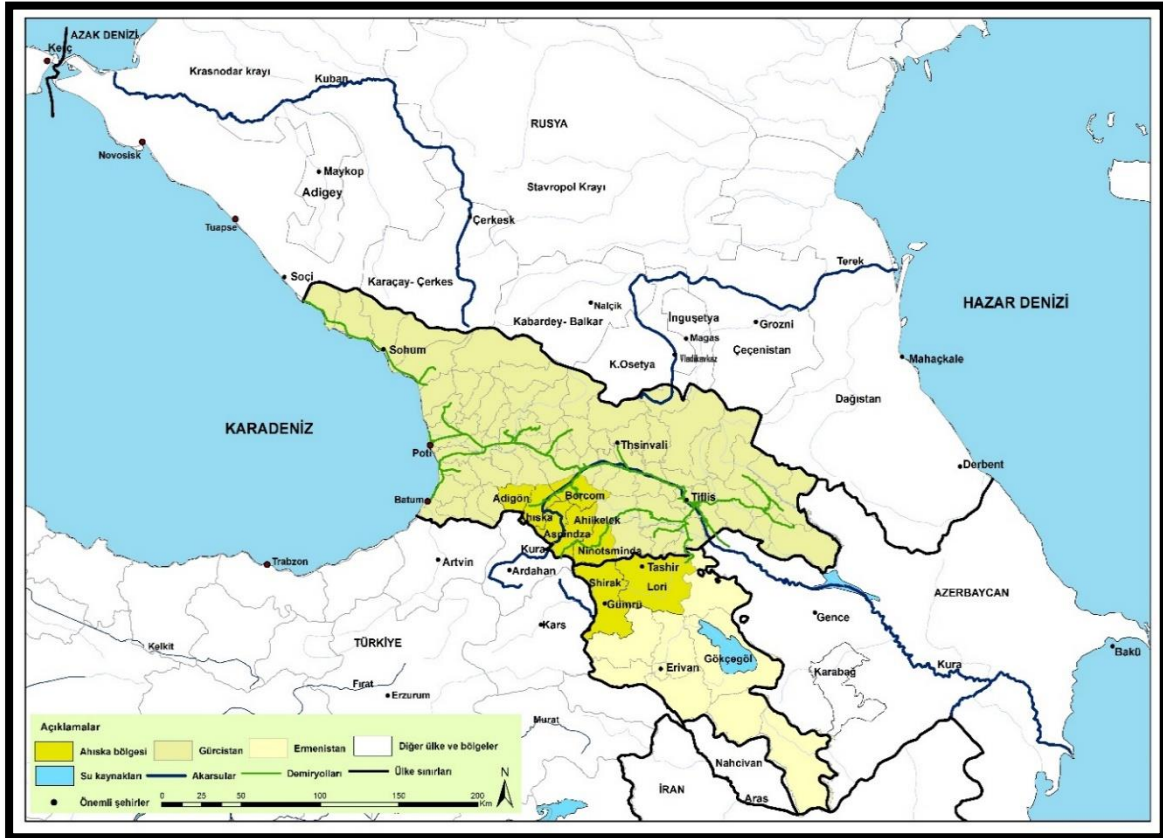 AZAK DENİZİ
Kerç
Krasnodar krayı
Kuban
RUSYA
Novosisk
Maykop
Adigey
Stavropol Krayı
Tuapse
Çerkesk
Soçi
Karaçay- Çerkes
Terek
Nalçik
Kabardey- Balkar
İnguşetya
Grozni
HAZAR DENİZİ
Magas
Çeçenistan
K.Osetya
Mahaçkale
Sohum
Dağıstan
KARADENİZ
Thsinvali
Poti
Derbent
Batum
Adigön
Borcom
Tiflis
Ahılkelek
Aspindza
Ninotsminda
Kura
Trabzon
Artvin
Ardahan
Tashir
Shirak
Lori
Gümrü
AZERBAYCAN
Gence
Kars
TÜRKİYE
Kelkit
Gökçegöl
Erivan
Karabağ
Kura
Bakü
Fırat
Erzurum
Murat
Nahcivan
İRAN
Aras
Açıklamalar
Ahıska bölgesi
Gürcistan
Ermenistan
Diğer ülke ve bölgeler
Su kaynakları
Akarsular
Demiryolları
Ülke sınırları
Önemli şehirler
0 25 50 100 150 200
Km
N